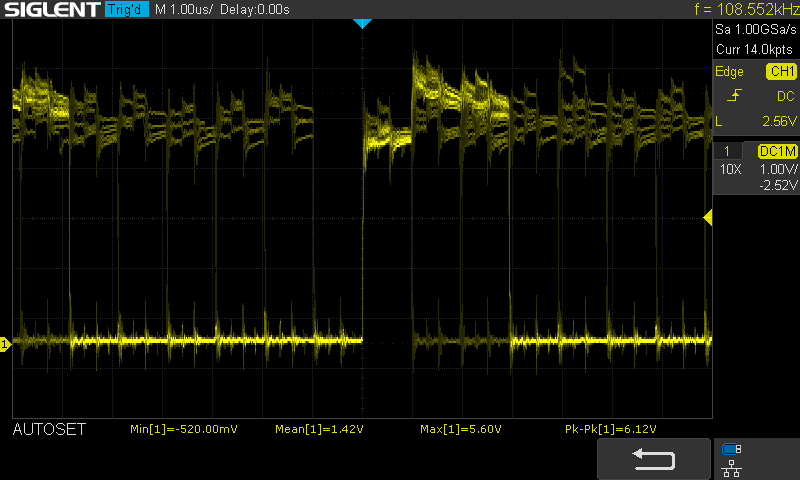 SIGLENT Trig'd M 1.00us/ Delay:0.00s f = 108.552kHz
Sa 1.00GSa/s
Curr 14.0kpts
Edge CH1
DC
L 2.56V
1 DC1M
10X 1.00V/
-2.52V
1
AUTOSET Min[1]=-520.00mV Mean[1]=1.42V Max[1]=5.60V Pk-Pk[1]=6.12V